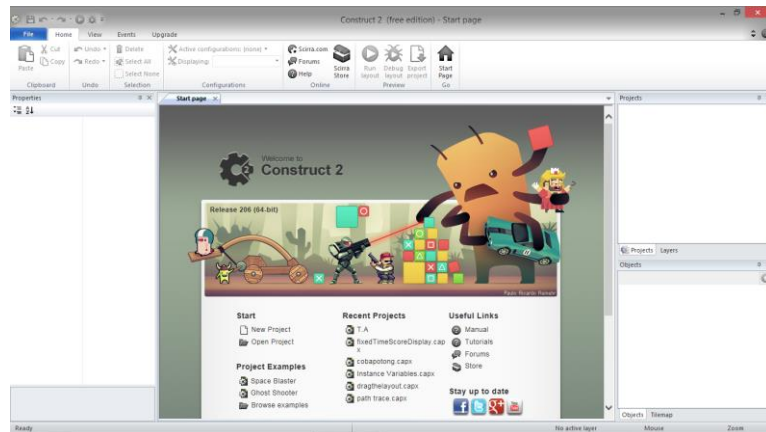 Construct 2 (free edition) - Start page
File Home View Events Upgrade
Paste
Cut
Copy
Clipboard
Undo
Redo
Undo
Delete
Select All
Select None
Selection
Active configurations: (none)
Displaying:
Configurations
Scirra.com
Forums
Help
Scirra Store
Online
Run layout
Debug layout
Export project
Preview
Start Page
Go
Properties
Start page
Projects
Welcome to
Construct 2
Release 206 (64-bit)
Start
New Project
Open Project
Project Examples
Space Blaster
Ghost Shooter
Browse examples
Recent Projects
T.A
fixedTimeScoreDisplay.cap
x
cobapotong.capx
Instance Variables.capx
dragthelayout.capx
path trace.capx
Useful Links
Manual
Tutorials
Forums
Store
Stay up to date
Projects Layers
Objects
Objects Tilemap
Ready
No active layer Mouse Zoom